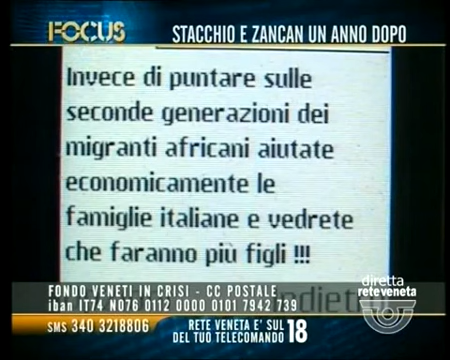 FOCUS
STACCHIO E ZANCAN UN ANNO DOPO
Invece di puntare sulle
seconde generazioni dei
migranti africani aiutate
economicamente le
famiglie italiane e vedrete
che faranno più figli !!!
FONDO VENETI IN CRISI - CC POSTALE
iban IT74 N076 0112 0000 0101 7942 739
diretta
reteveneta
SMS 340 3218806
RETE VENETA E' SUL
DEL TUO TELECOMANDO 18